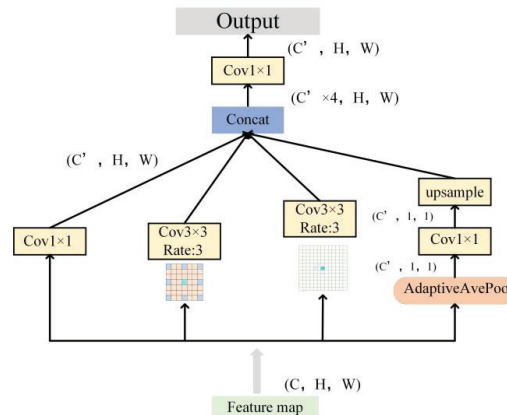 Output
(C’ , H, W)
Cov1×1
(C’ ×4, H, W)
Concat
(C’ , H, W)
upsample
Cov1×1
Cov3×3
Rate:3
Cov3×3
Rate:3
(C’, 1, 1)
Cov1×1
(C’, 1, 1)
AdaptiveAvePoo
(C, H, W)
Feature map